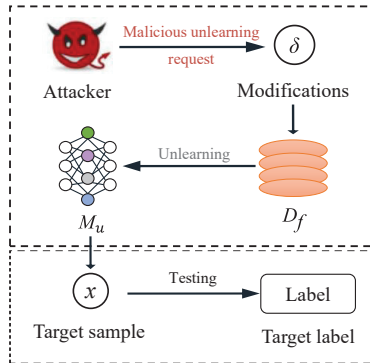 Malicious unlearning
request
δ
Attacker
Modifications
Unlearning
M_u
D_f
x
Testing
Label
Target sample
Target label